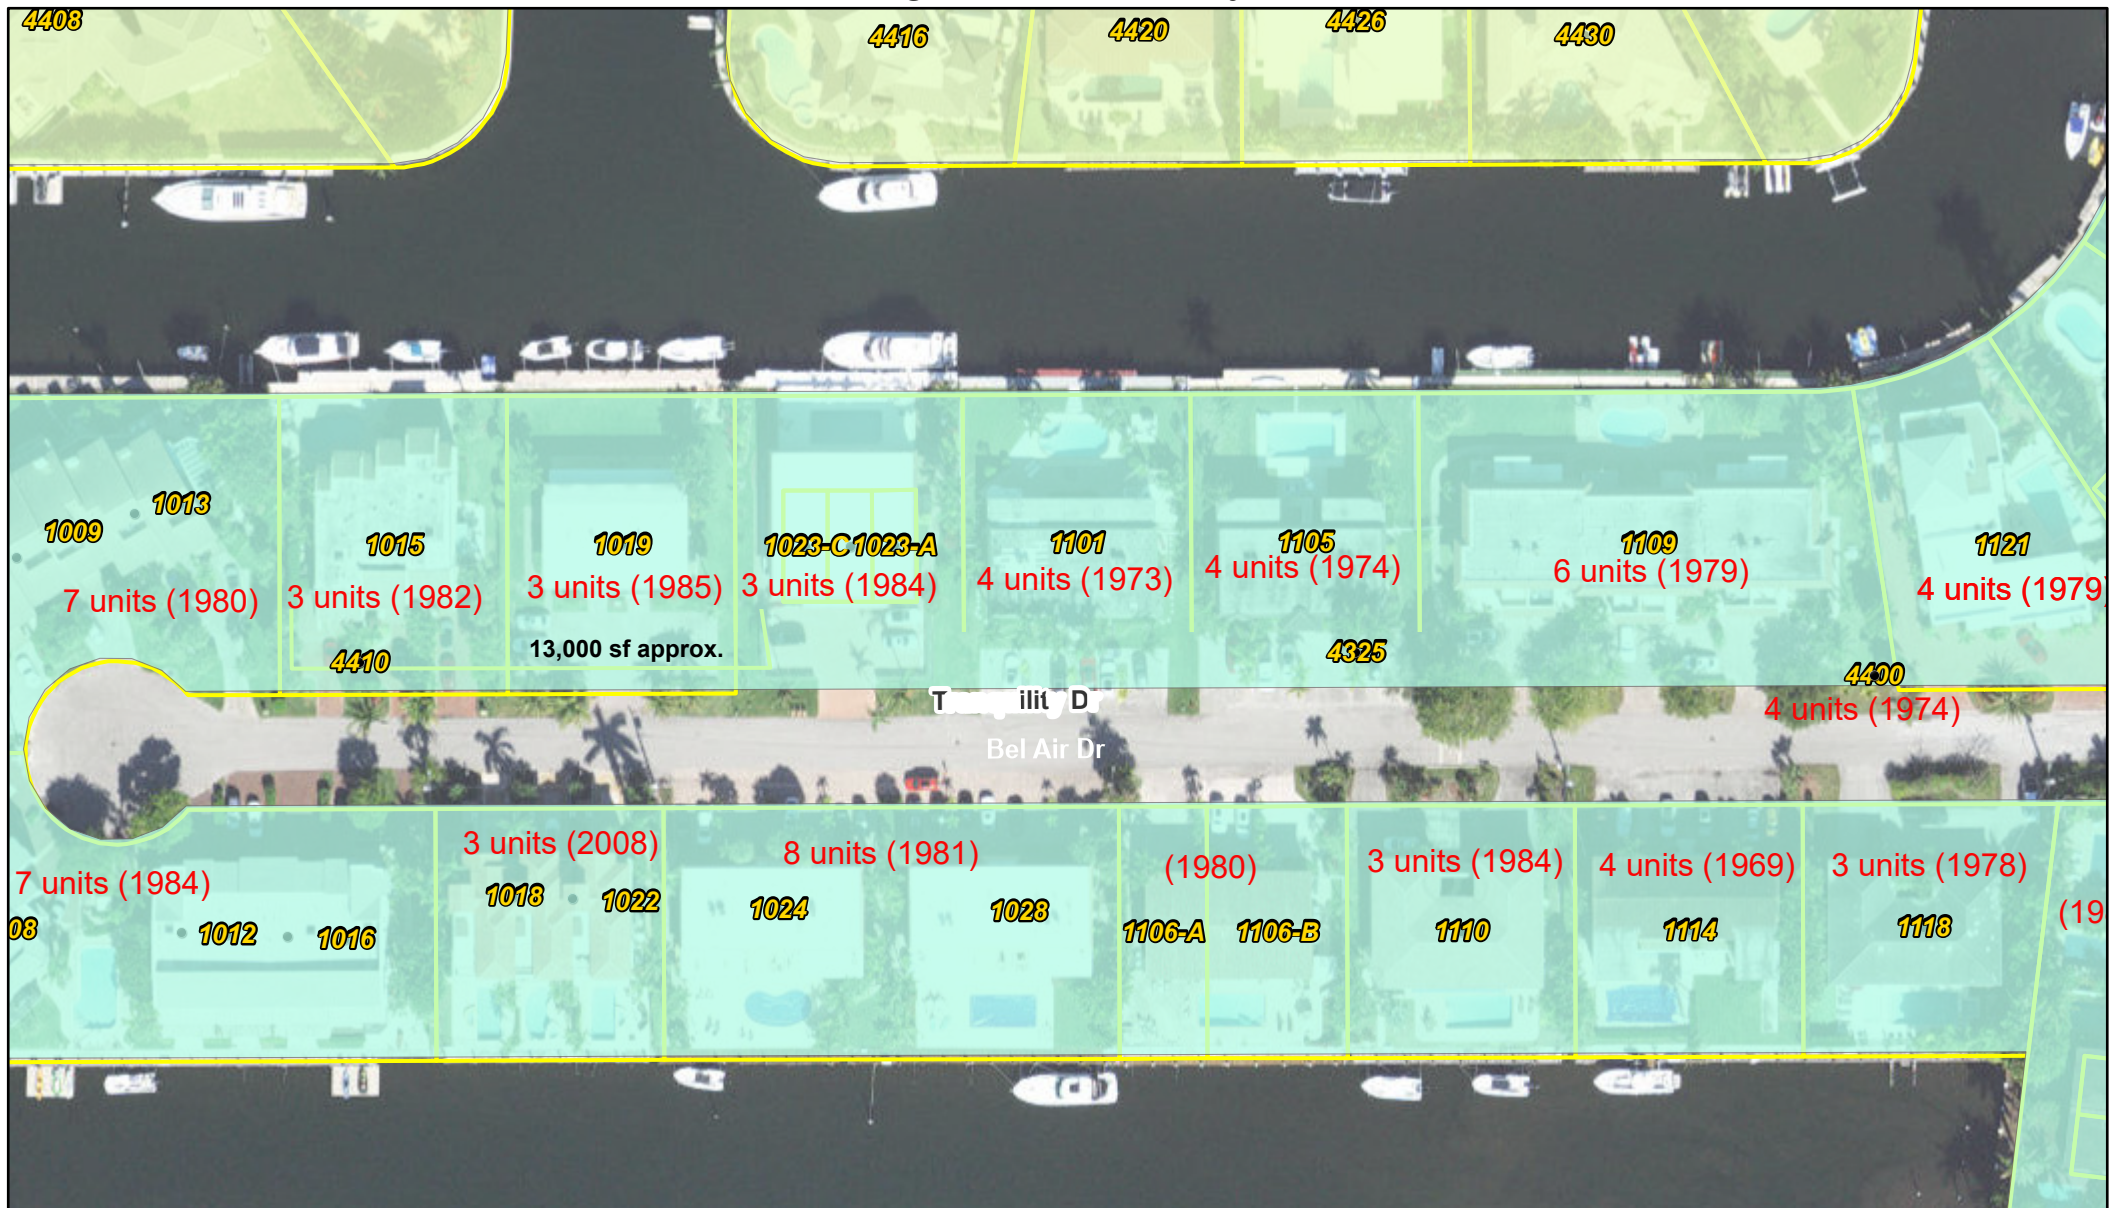 4408
4416
4420
4426
4430
1009
1013
1015
1019
1023-C 1023-A
1101
1105
1109
1121
7 units (1980)
3 units (1982)
3 units (1985)
3 units (1984)
4 units (1973)
4 units (1974)
6 units (1979)
4 units (1979)
4410
13,000 sf approx.
4325
4400
4 units (1974)
Bel Air Dr
7 units (1984)
3 units (2008)
8 units (1981)
(1980)
3 units (1984)
4 units (1969)
3 units (1978)
(19
08
1012
1016
1018
1022
1024
1028
1106-A
1106-B
1110
1114
1118